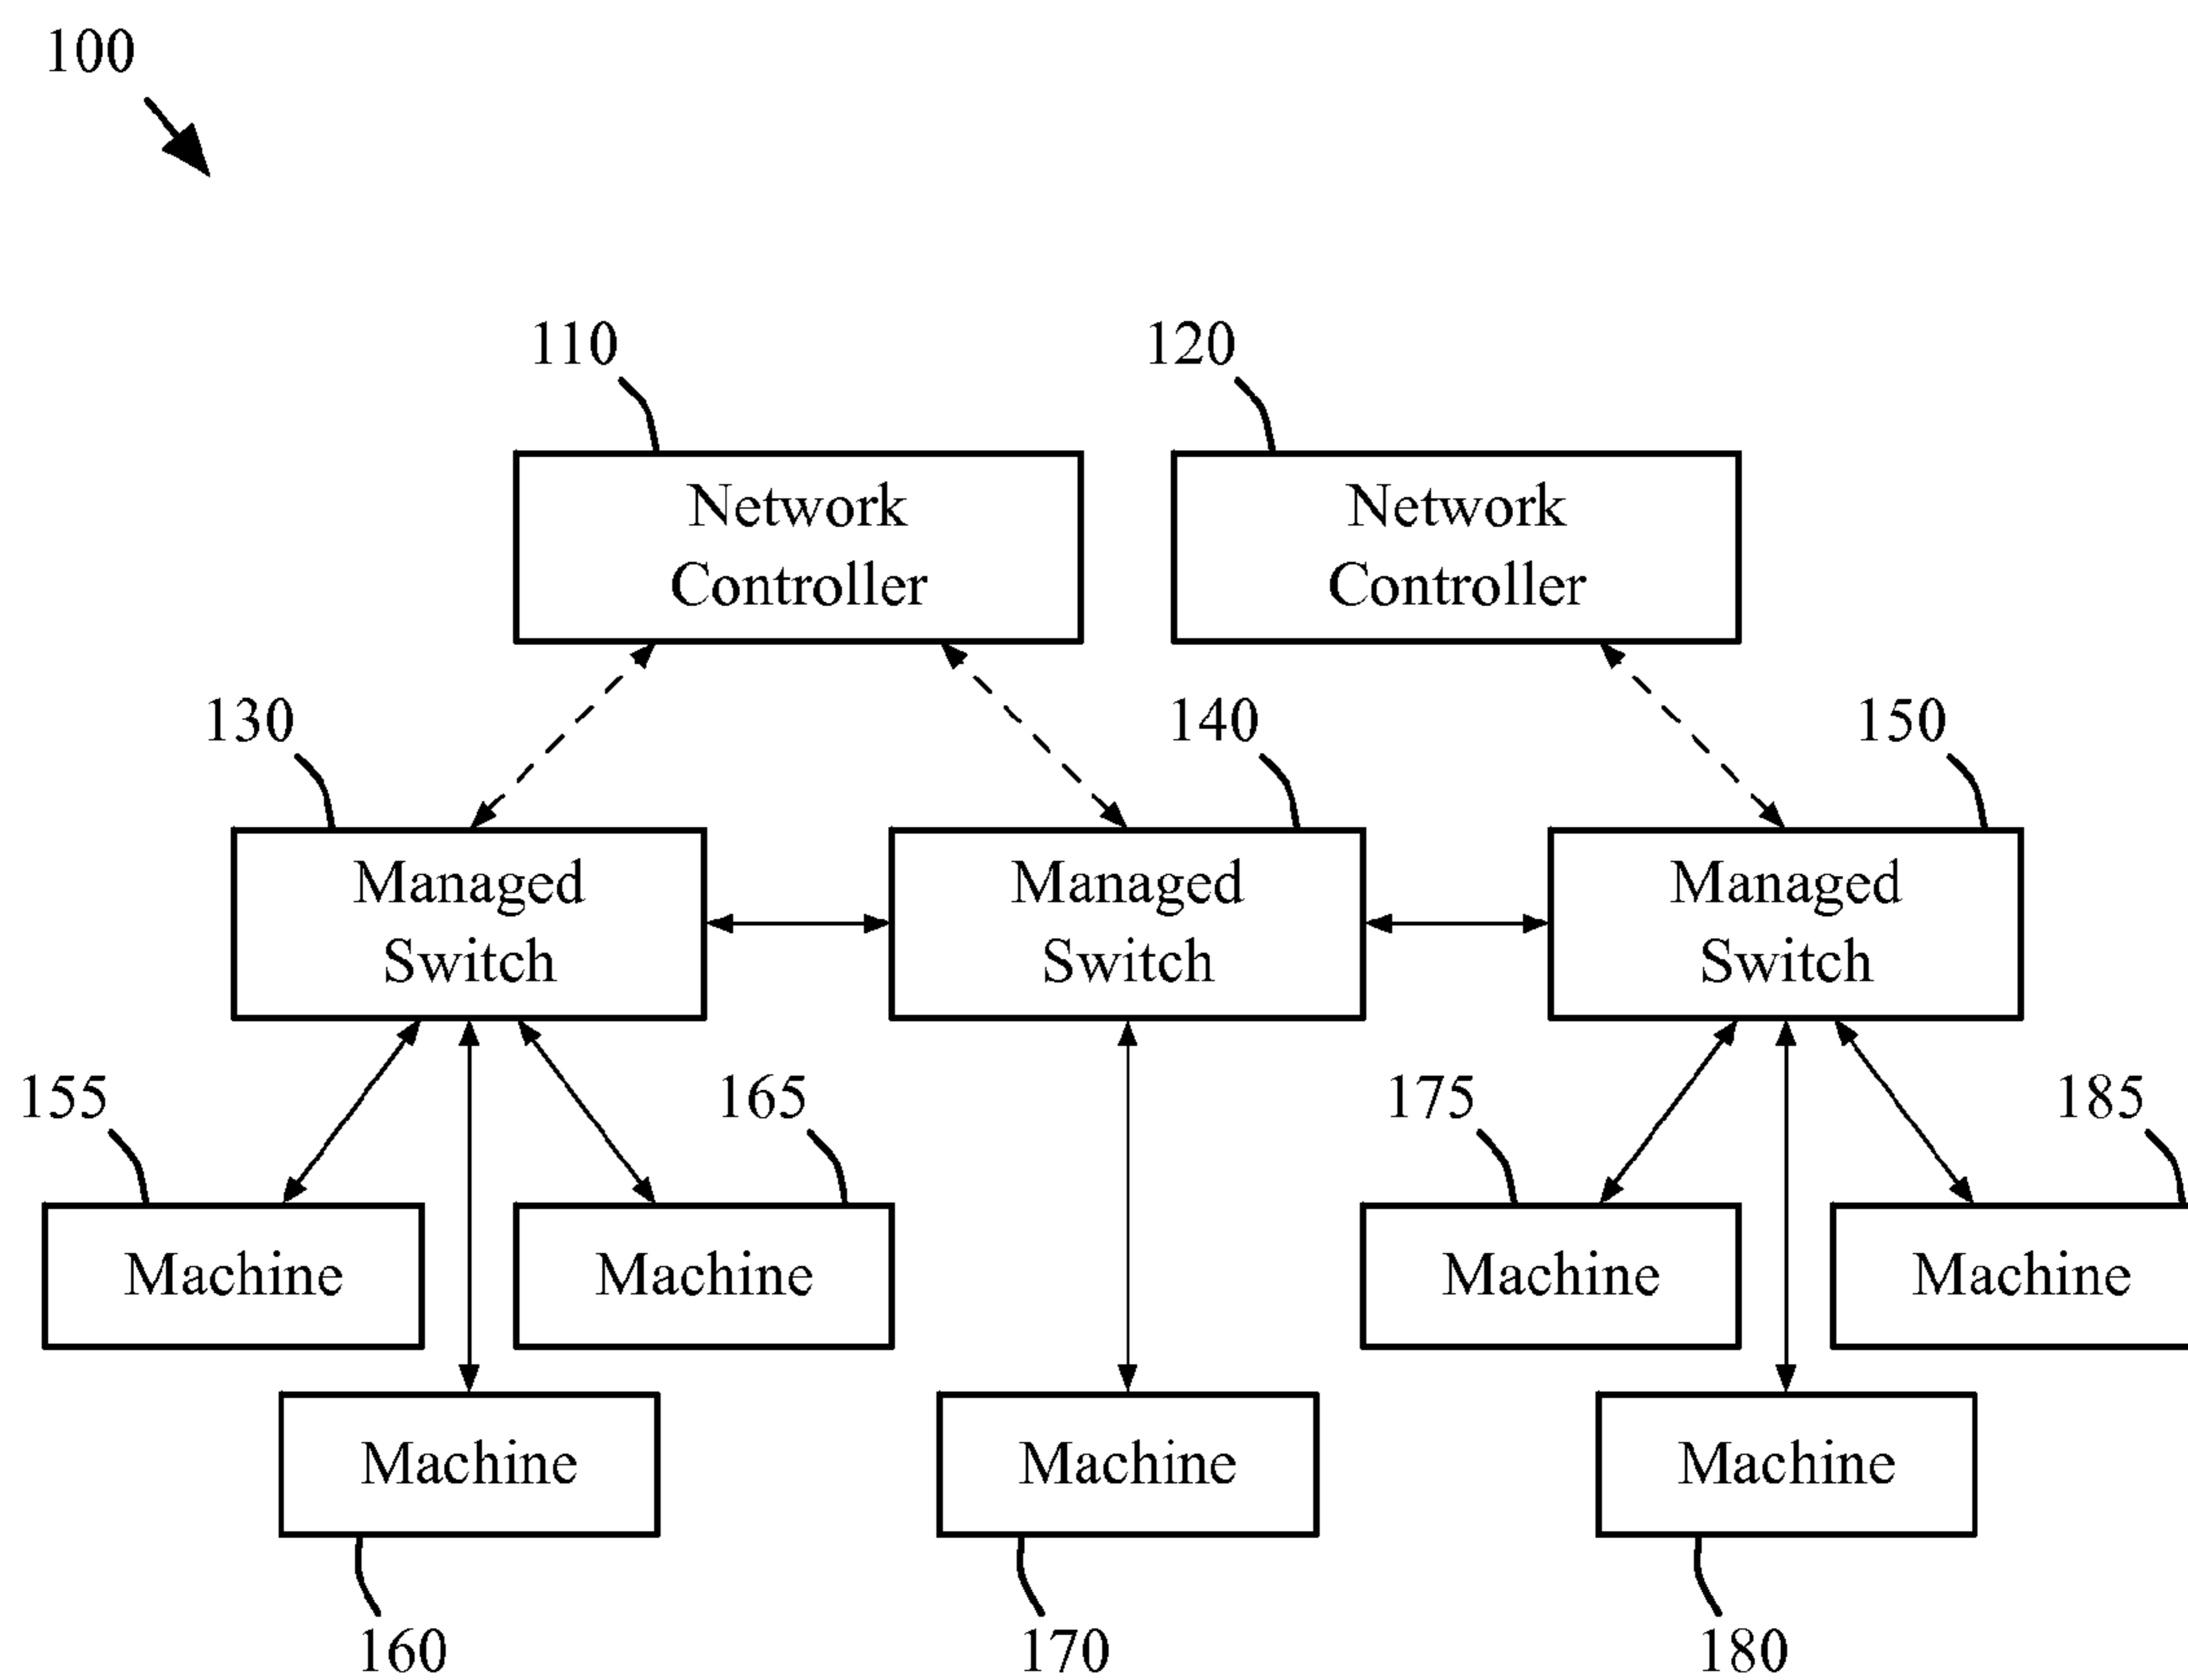 100
110
120
Network
Controller
Network
Controller
130
140
150
Managed
Switch
Managed
Switch
Managed
Switch
155
165
175
185
Machine
Machine
Machine
Machine
Machine
Machine
Machine
160
170
180